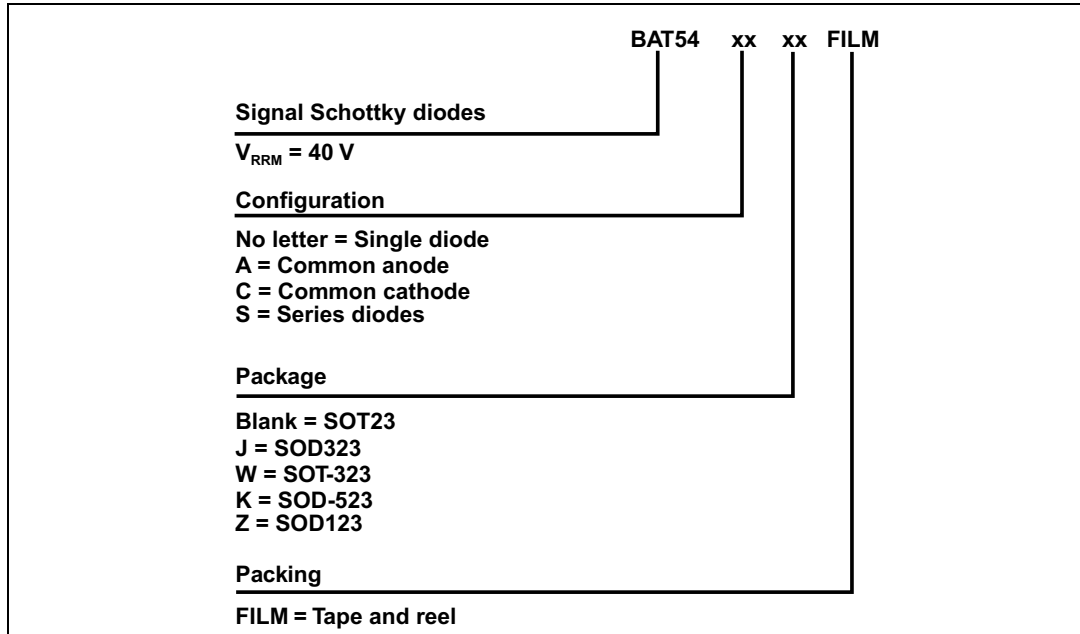 BAT54 xx xx FILM
Signal Schottky diodes
VRRM = 40 V
Configuration
No letter = Single diode
A = Common anode
C = Common cathode
S = Series diodes
Package
Blank = SOT23
J = SOD323
W = SOT-323
K = SOD-523
Z = SOD123
Packing
FILM = Tape and reel